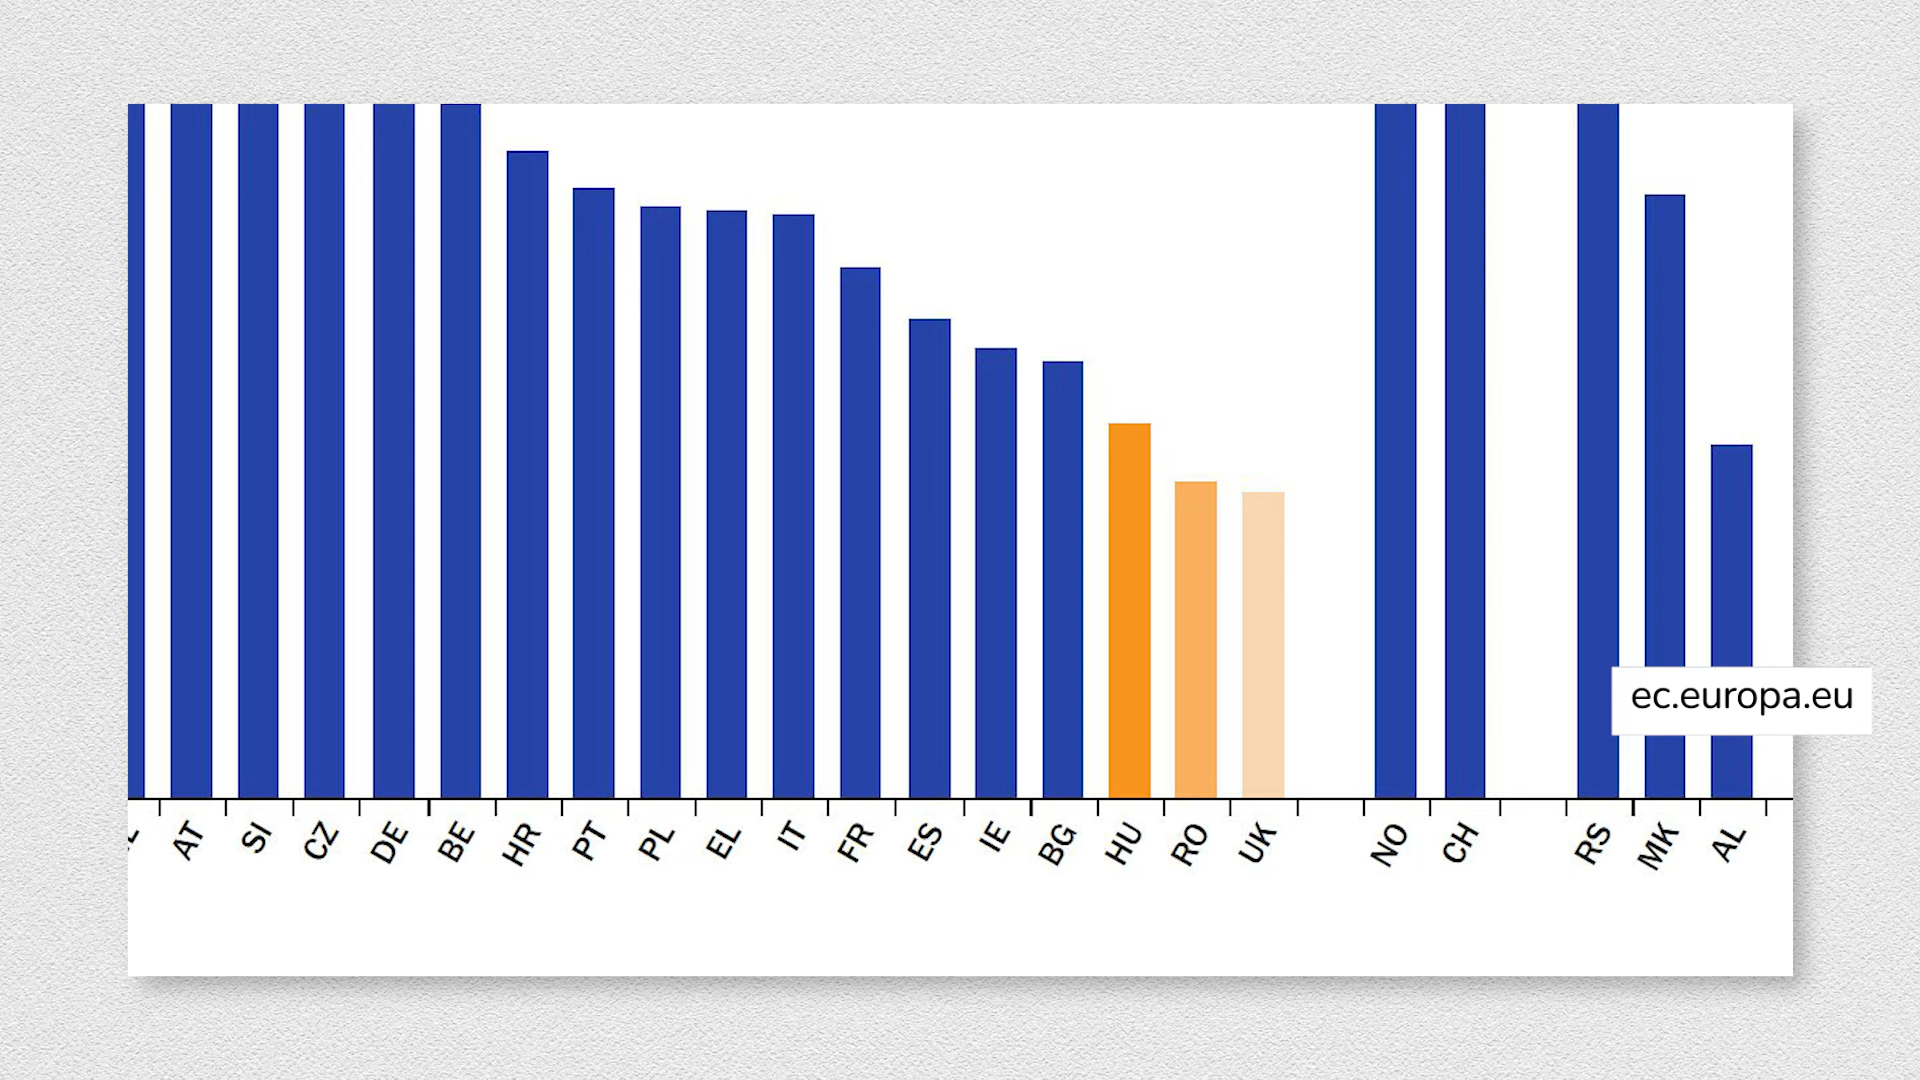 ec.europa.eu
AT SI CZ DE BE HR PT PL EL IT FR ES IE BG HU RO UK NO CH RS MK AL